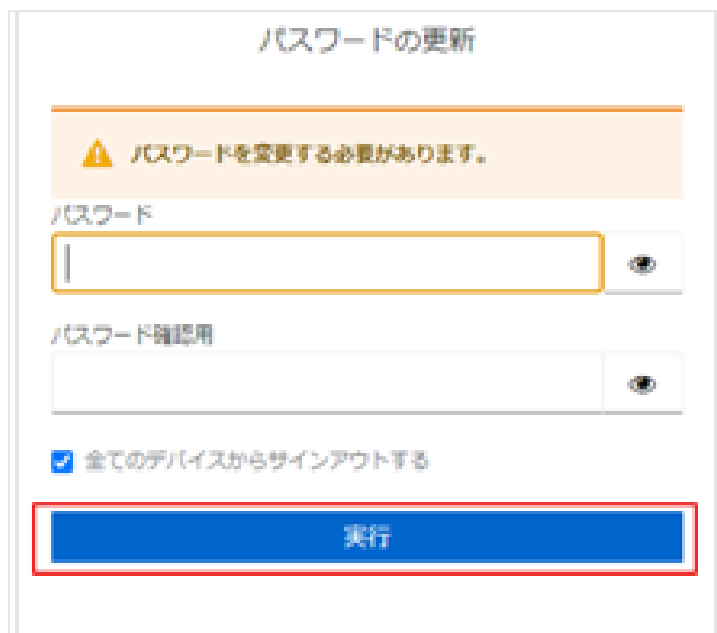 パスワードの更新
パスワードを変更する必要があります。
パスワード
パスワード確認用
全てのデバイスからサインアウトする
実行